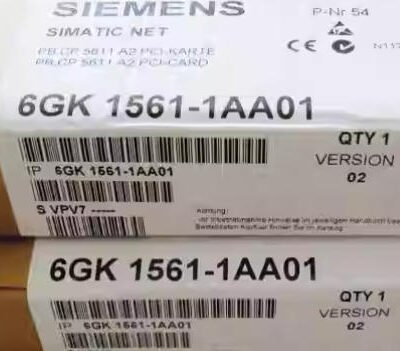 SIEMENS
P-Nr 54
SIMATIC NET
PB CP 5611 A2 PCI-KARTE
PB CP 5611 A2 PCI-CARD
CE N117
6GK 1561-1AA01
QTY 1
IP 6GK 1561-1AA01
VERSION
02
S VPV7 -----
Achtung
6GK 1561-1AA01
QTY 1
VERSION
02
IP 6GK 1561-1AA01